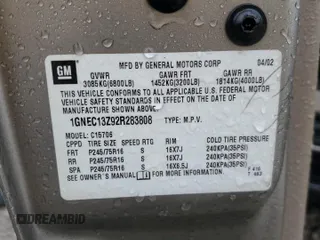 GM
MFD BY GENERAL MOTORS CORP 04/02
GVWR GAWR FRT GAWR RR
3085KG(6800LB) 1452KG(3200LB) 1814KG(4000LB)
THIS VEHICLE CONFORMS TO ALL APPLICABLE U.S. FEDERAL MOTOR
VEHICLE SAFETY STANDARDS IN EFFECT ON THE DATE OF
MANUFACTURE SHOWN ABOVE.
1GNEC13Z92R283808 TYPE: M.P.V.
MODEL: C15706
CPPD TIRE SIZE SPEED RTG RIM COLD TIRE PRESSURE
FRT P245/75R16 S 16X7J 240KPA(35PSI)
RR P245/75R16 S 16X7J 240KPA(35PSI)
SPA P245/75R16 S 16X6.5J 240KPA(35PSI)
SEE OWNER'S MANUAL FOR MORE INFORMATION.
DREAMBID